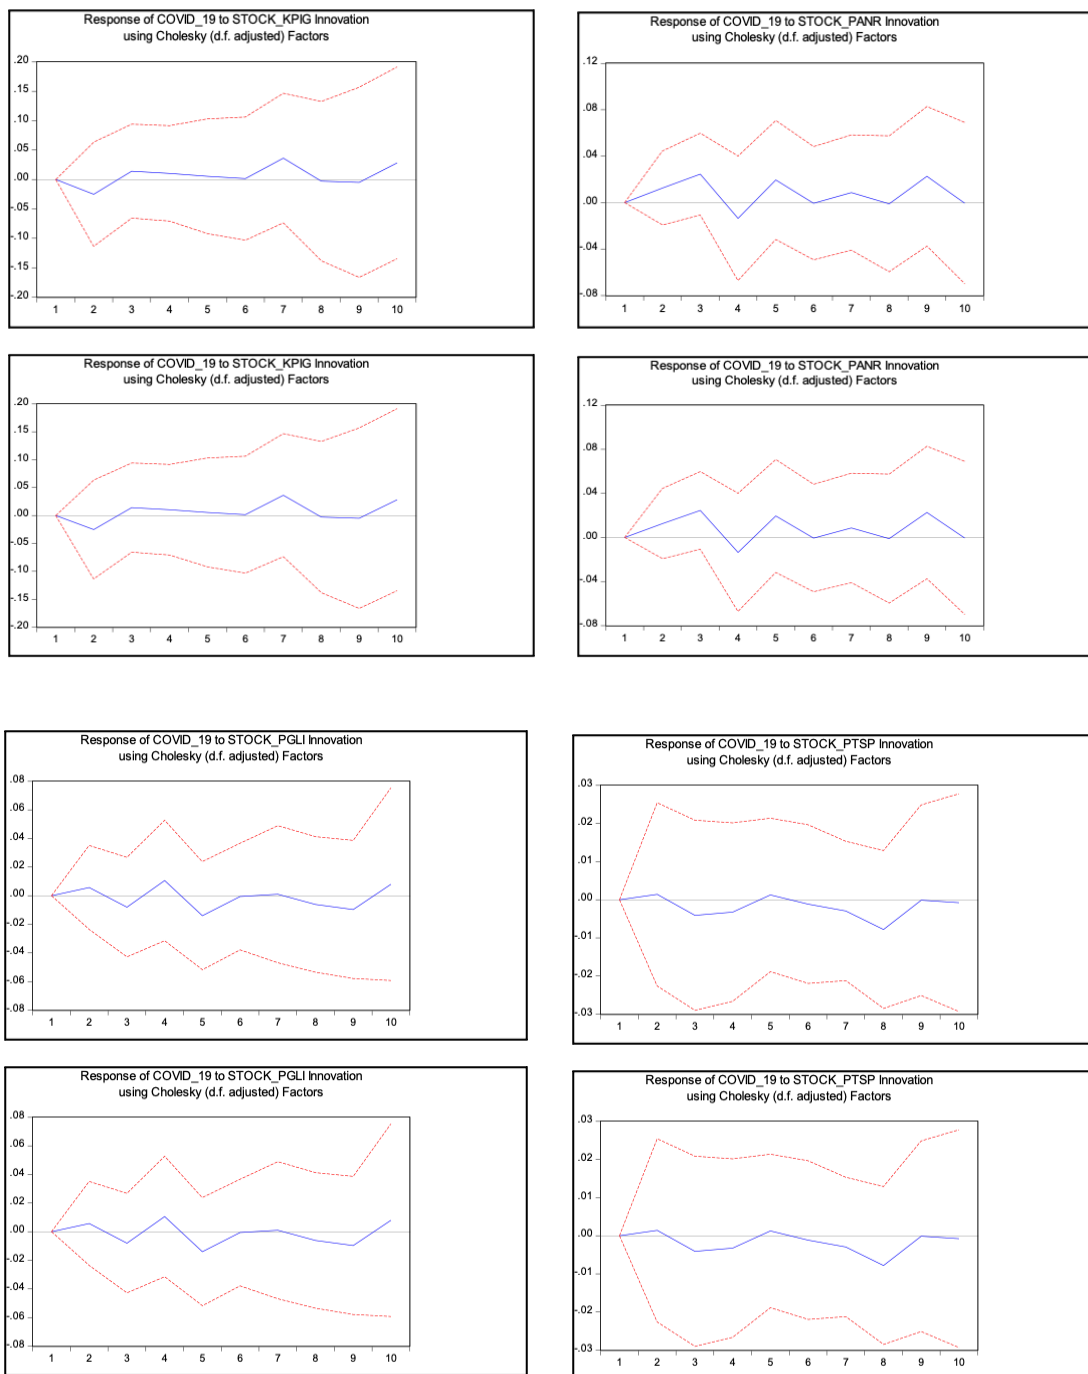 Response of COVID_19 to STOCK_KPIG Innovation
using Cholesky (d.f. adjusted) Factors
.20
.15
.10
.05
.00
-.05
-.10
-.15
-.20
1 2 3 4 5 6 7 8 9 10
Response of COVID_19 to STOCK_PANR Innovation
using Cholesky (d.f. adjusted) Factors
.12
.08
.04
.00
-.04
-.08
1 2 3 4 5 6 7 8 9 10
Response of COVID_19 to STOCK_KPIG Innovation
using Cholesky (d.f. adjusted) Factors
.20
.15
.10
.05
.00
-.05
-.10
-.15
-.20
1 2 3 4 5 6 7 8 9 10
Response of COVID_19 to STOCK_PANR Innovation
using Cholesky (d.f. adjusted) Factors
.12
.08
.04
.00
-.04
-.08
1 2 3 4 5 6 7 8 9 10
Response of COVID_19 to STOCK_PGLI Innovation
using Cholesky (d.f. adjusted) Factors
.08
.06
.04
.02
.00
-.02
-.04
-.06
-.08
1 2 3 4 5 6 7 8 9 10
Response of COVID_19 to STOCK_PTSP Innovation
using Cholesky (d.f. adjusted) Factors
.03
.02
.01
.00
-.01
-.02
-.03
1 2 3 4 5 6 7 8 9 10
Response of COVID_19 to STOCK_PGLI Innovation
using Cholesky (d.f. adjusted) Factors
.08
.06
.04
.02
.00
-.02
-.04
-.06
-.08
1 2 3 4 5 6 7 8 9 10
Response of COVID_19 to STOCK_PTSP Innovation
using Cholesky (d.f. adjusted) Factors
.03
.02
.01
.00
-.01
-.02
-.03
1 2 3 4 5 6 7 8 9 10